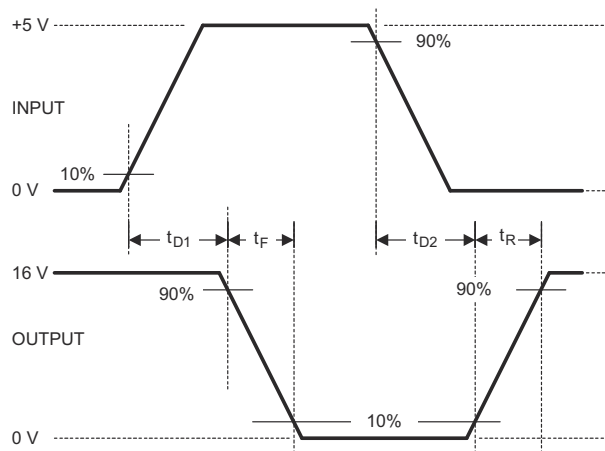 +5 V
90%
INPUT
10%
0 V
tD1
tF
tD2
tR
16 V
90%
90%
OUTPUT
10%
0 V